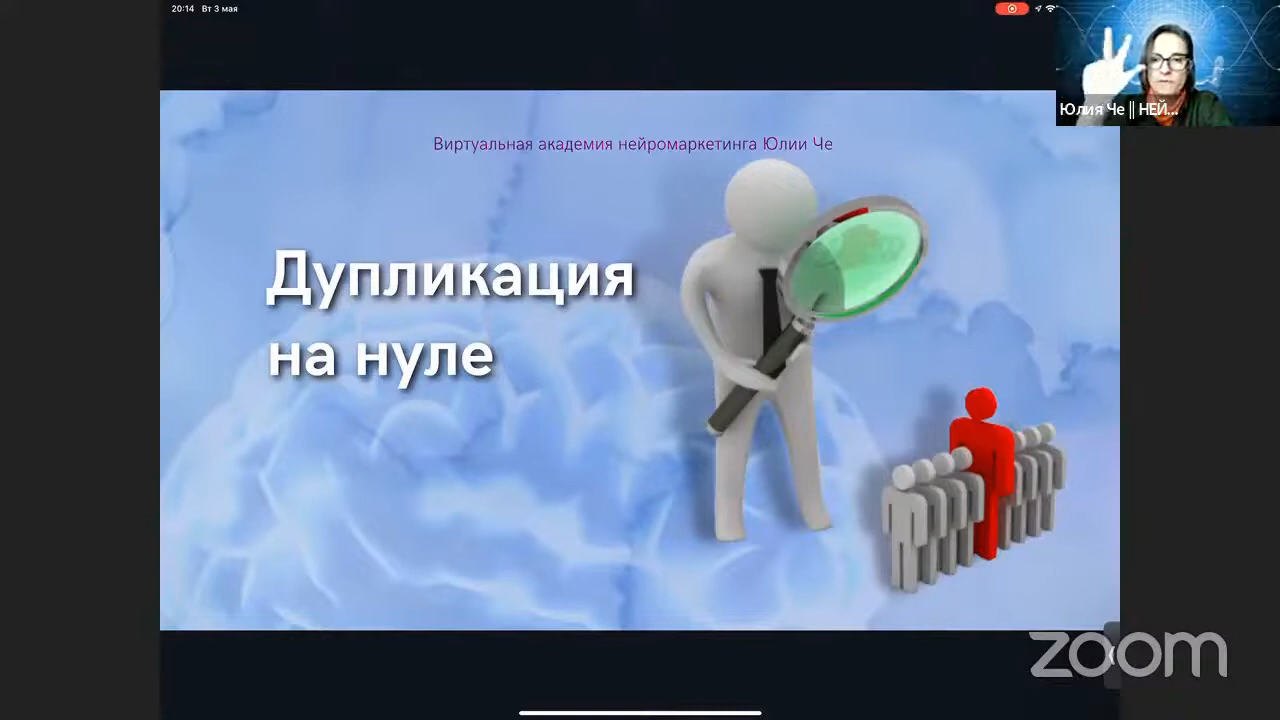 20:14 Вт 3 мая
Юлия Че || НЕЙ...
Виртуальная академия нейромаркетинга Юлии Че
Дупликация
на нуле
zoom